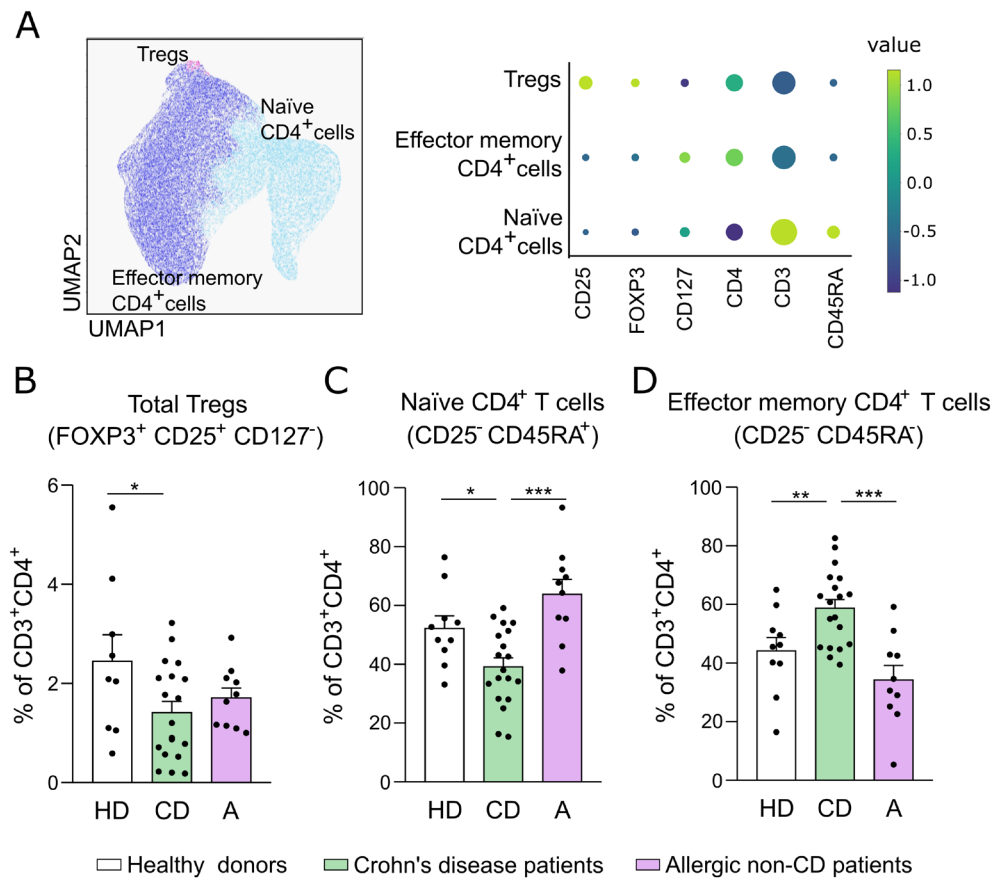 A
Tregs
Naïve
CD4⁺cells
Effector memory
CD4⁺cells
UMAP2
UMAP1
Tregs
Effector memory
CD4⁺cells
Naïve
CD4⁺cells
CD25
FOXP3
CD127
CD4
CD3
CD45RA
value
1.0
0.5
0.0
-0.5
-1.0
B
Total Tregs
(FOXP3⁺ CD25⁺ CD127⁻)
% of CD3⁺CD4⁺
6
4
2
0
*
HD CD A
C
Naïve CD4⁺ T cells
(CD25⁻ CD45RA⁺)
% of CD3⁺CD4⁺
100
80
60
40
20
0
* ***
HD CD A
D
Effector memory CD4⁺ T cells
(CD25⁻ CD45RA⁻)
% of CD3⁺CD4⁺
100
80
60
40
20
0
** ***
HD CD A
Healthy donors Crohn's disease patients Allergic non-CD patients